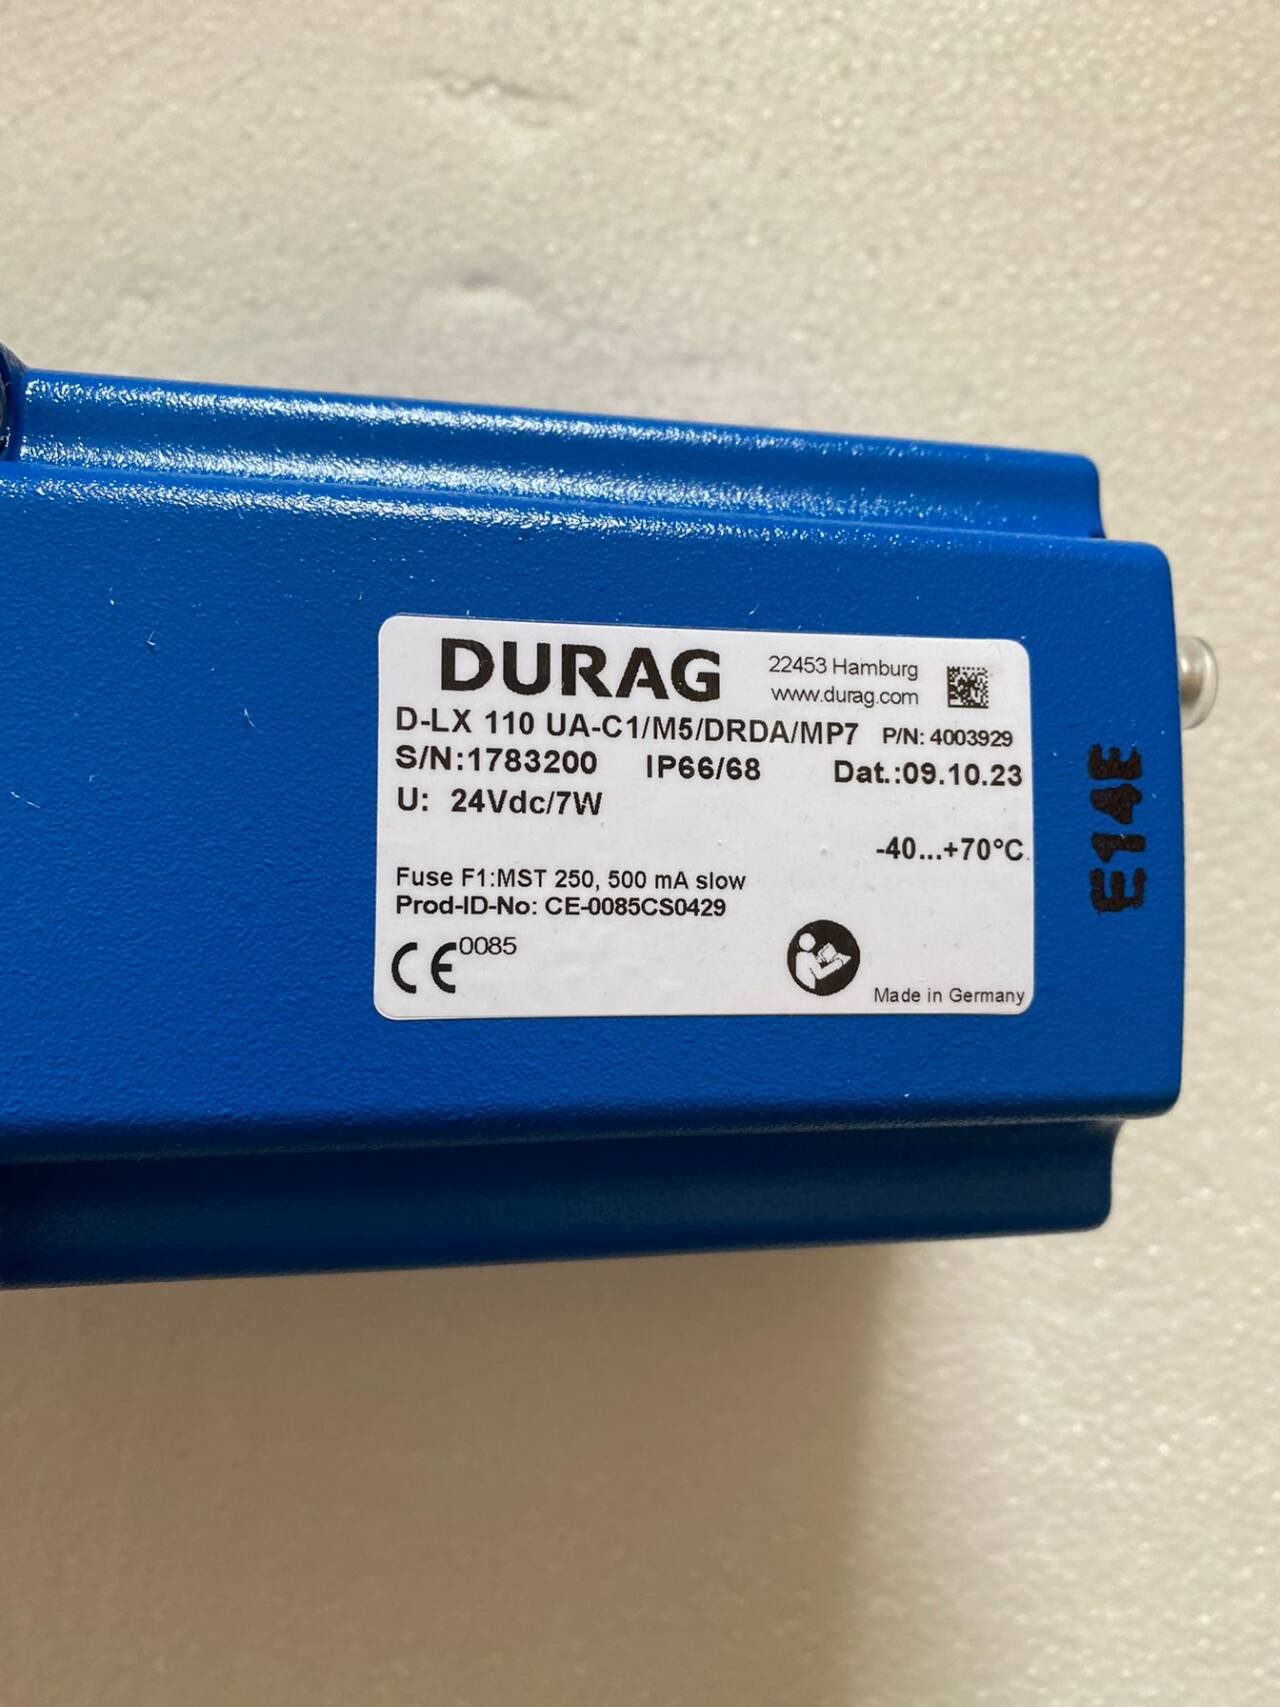 DURAG
22453 Hamburg
www.durag.com
D-LX 110 UA-C1/M5/DRDA/MP7 P/N: 4003929
S/N:1783200 IP66/68 Dat.:09.10.23
U: 24Vdc/7W
-40...+70°C
Fuse F1:MST 250, 500 mA slow
Prod-ID-No: CE-0085CS0429
CE 0085
Made in Germany
E14E